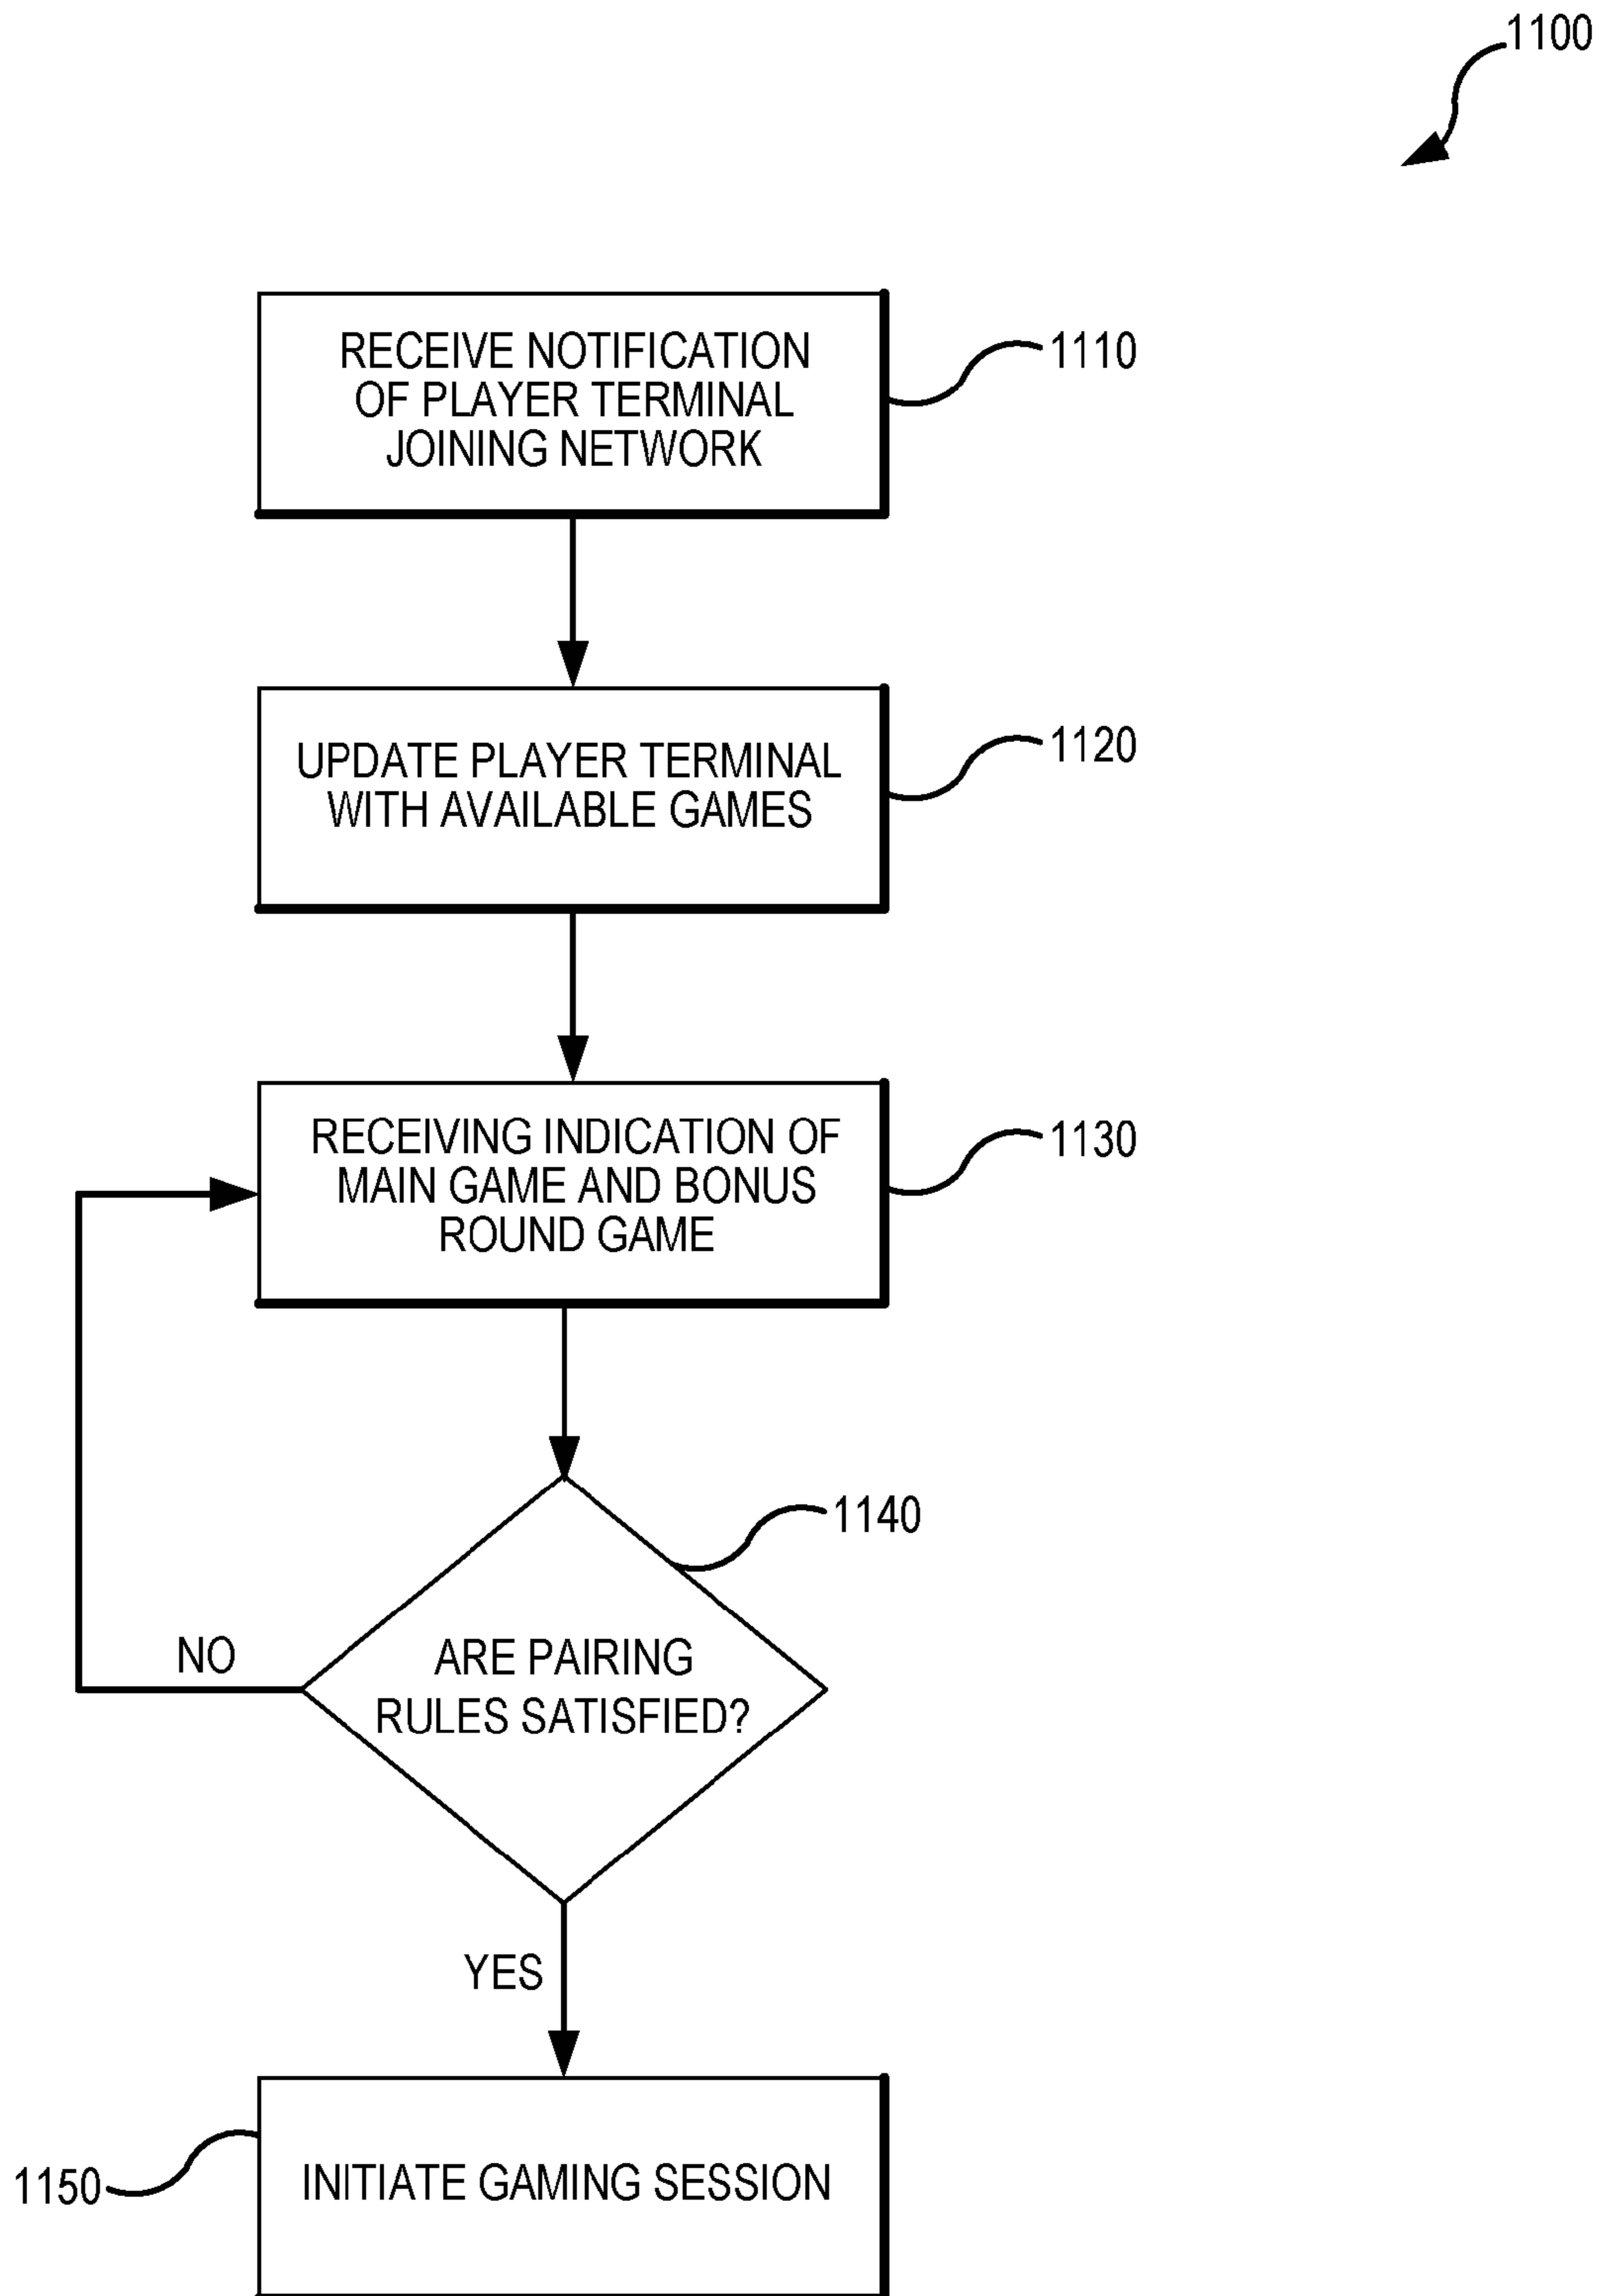 1100
RECEIVE NOTIFICATION
OF PLAYER TERMINAL
JOINING NETWORK
1110
UPDATE PLAYER TERMINAL
WITH AVAILABLE GAMES
1120
RECEIVING INDICATION OF
MAIN GAME AND BONUS
ROUND GAME
1130
1140
ARE PAIRING
RULES SATISFIED?
NO
YES
1150
INITIATE GAMING SESSION